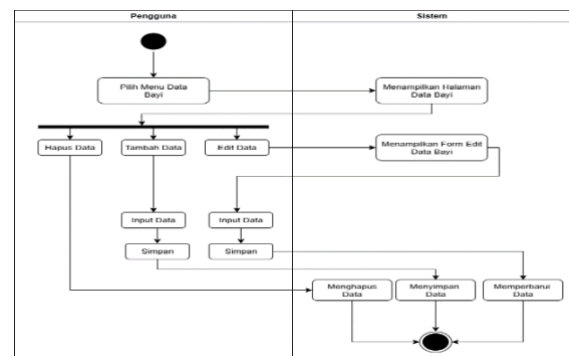 Pengguna
Sistem
Pilih Menu Data
Bayi
Menampilkan Halaman
Data Bayi
Hapus Data
Tambah Data
Edit Data
Menampilkan Form Edit
Data Bayi
Input Data
Input Data
Simpan
Simpan
Menghapus
Data
Menyimpan
Data
Memperbarui
Data